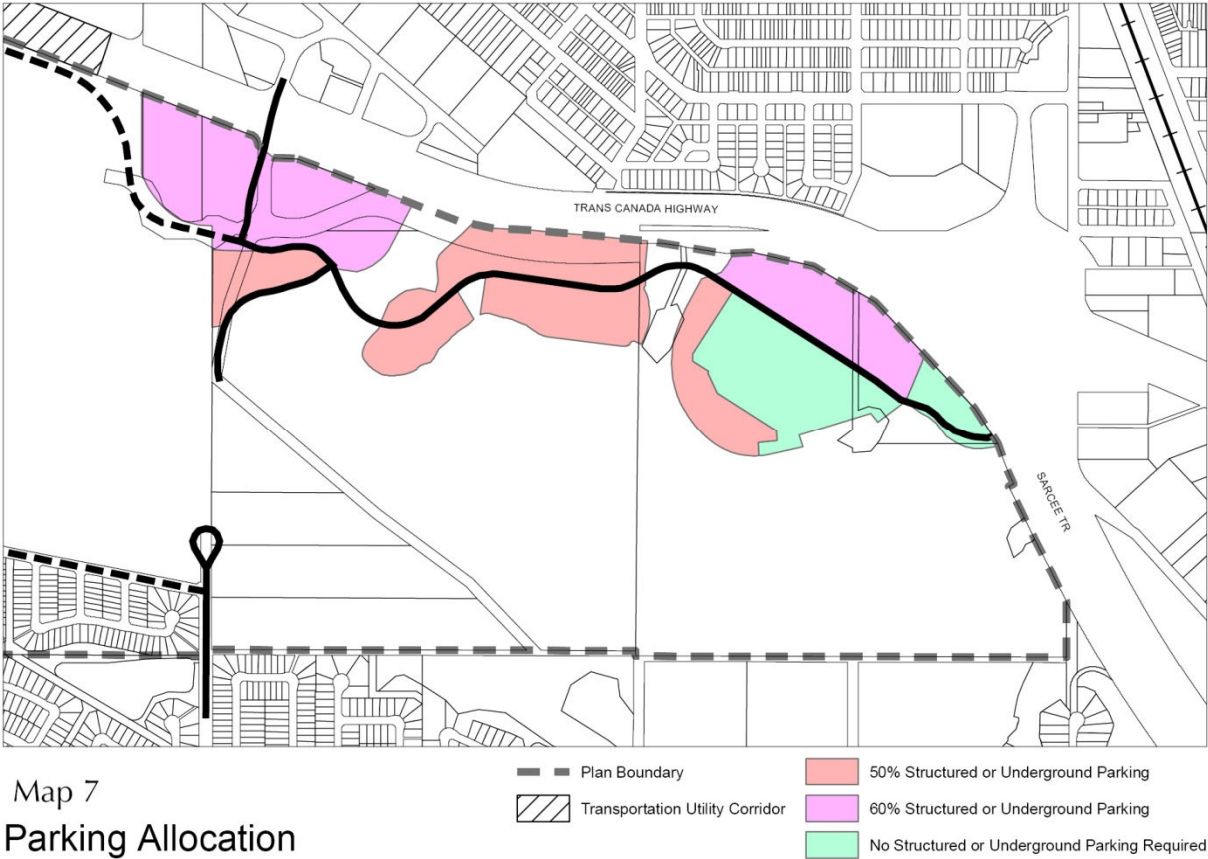 TRANS CANADA HIGHWAY
SARCEE TR
Map 7
Parking Allocation
Plan Boundary
Transportation Utility Corridor
50% Structured or Underground Parking
60% Structured or Underground Parking
No Structured or Underground Parking Required